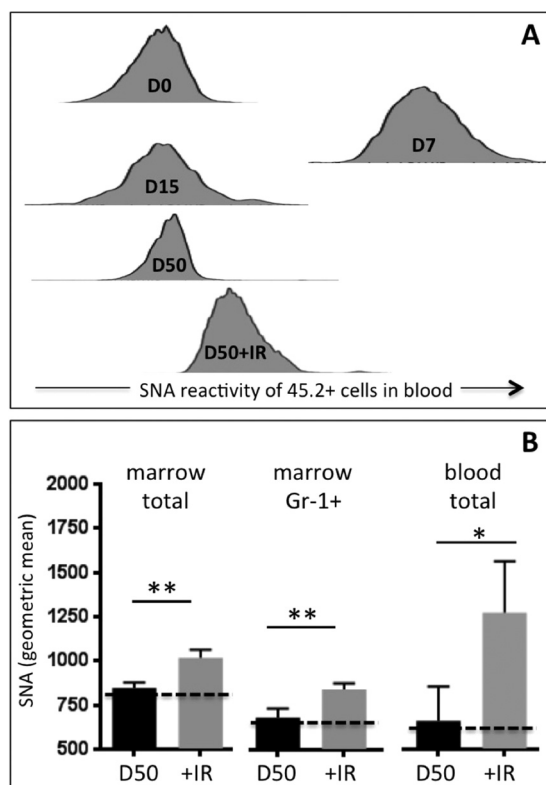 A
D0
D7
D15
D50
D50+IR
SNA reactivity of 45.2+ cells in blood
B
marrow total
marrow Gr-1+
blood total
SNA (geometric mean)
2000
1750
1500
1250
1000
750
500
**
**
*
D50 +IR
D50 +IR
D50 +IR